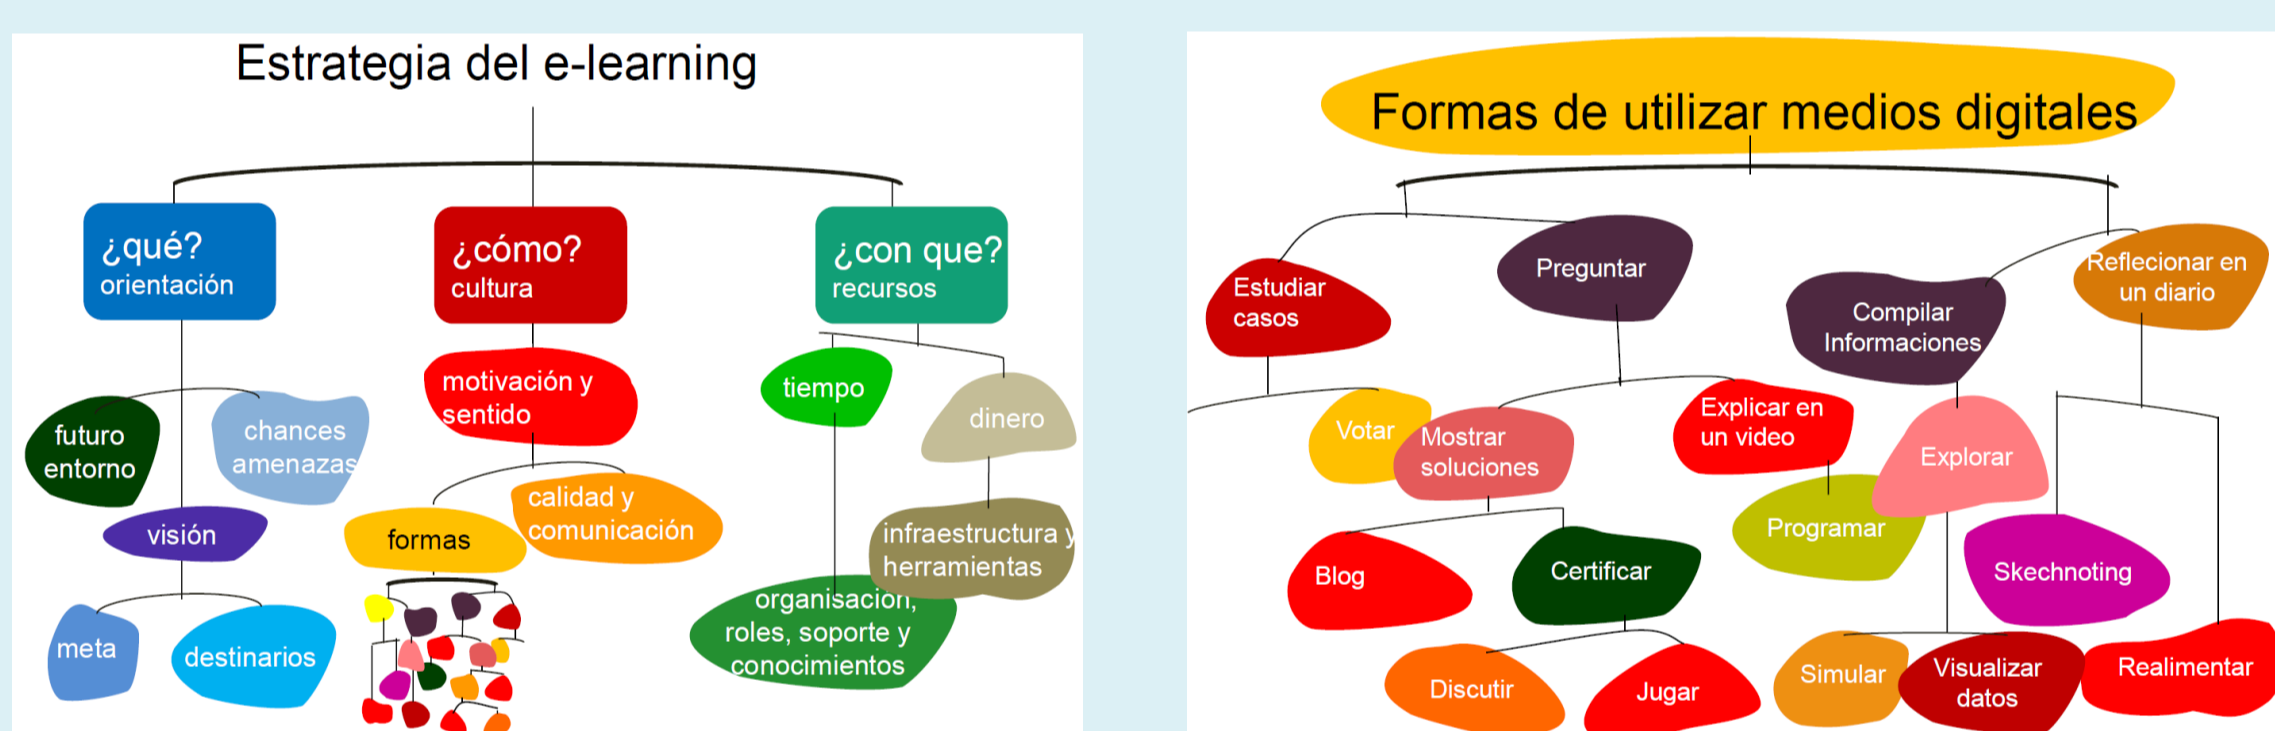 Estrategia del e-learning
¿qué?
orientación
¿cómo?
cultura
¿con que?
recursos
futuro
entorno
chances
amenazas
visión
meta
destinarios
motivación y
sentido
formas
calidad y
comunicación
tiempo
dinero
infraestructura y
herramientas
organisación,
roles, soporte y
conocimientos
Formas de utilizar medios digitales
Estudiar
casos
Preguntar
Compilar
Informaciones
Reflecionar en
un diario
Votar
Mostrar
soluciones
Explicar en
un video
Explorar
Programar
Blog
Certificar
Skechnoting
Discutir
Jugar
Simular
Visualizar
datos
Realimentar